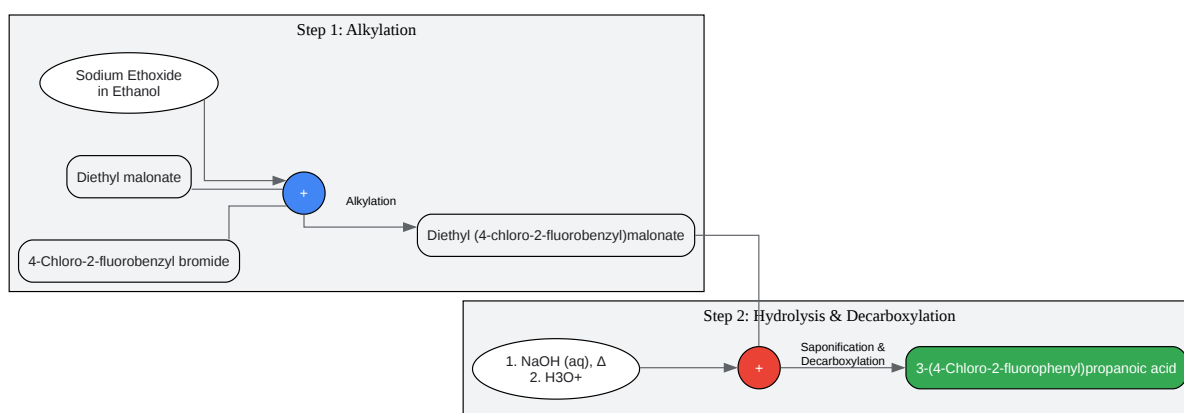 Step 1: Alkylation
Sodium Ethoxide
in Ethanol
Diethyl malonate
+
Alkylation
4-Chloro-2-fluorobenzyl bromide
Diethyl (4-chloro-2-fluorobenzyl)malonate
Step 2: Hydrolysis & Decarboxylation
1. NaOH (aq), Δ
2. H3O+
+
Saponification &
Decarboxylation
3-(4-Chloro-2-fluorophenyl)propanoic acid